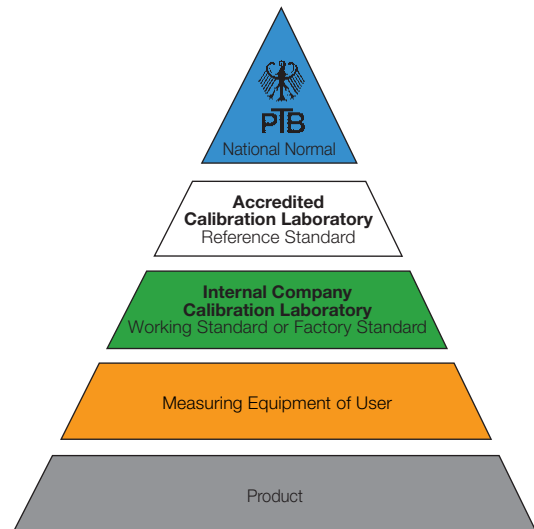 PTB
National Normal
Accredited
Calibration Laboratory
Reference Standard
Internal Company
Calibration Laboratory
Working Standard or Factory Standard
Measuring Equipment of User
Product